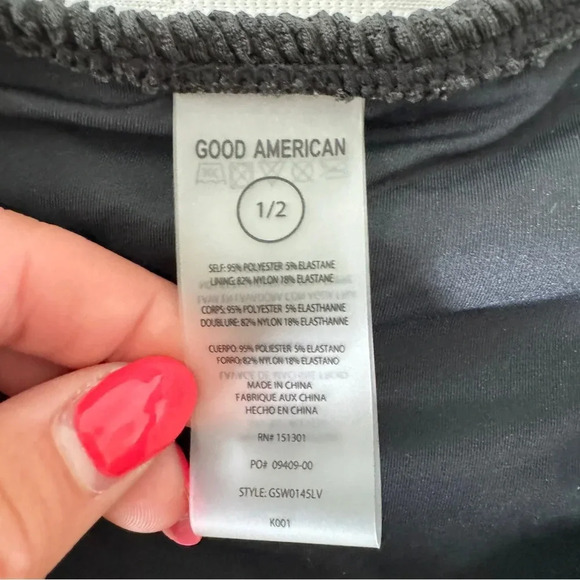 GOOD AMERICAN
1/2
SELF: 95% POLYESTER 5% ELASTANE
LINING: 82% NYLON 18% ELASTANE
CORPS: 95% POLYESTER 5% ELASTHANNE
DOUBLURE: 82% NYLON 18% ELASTHANNE
CUERPO: 95% POLIESTER 5% ELASTANO
FORRO: 82% NYLON 18% ELASTANO
MADE IN CHINA
FABRIQUE AUX CHINA
HECHO EN CHINA
RN# 151301
PO# 09409-00
STYLE: GSW014SLV
K001